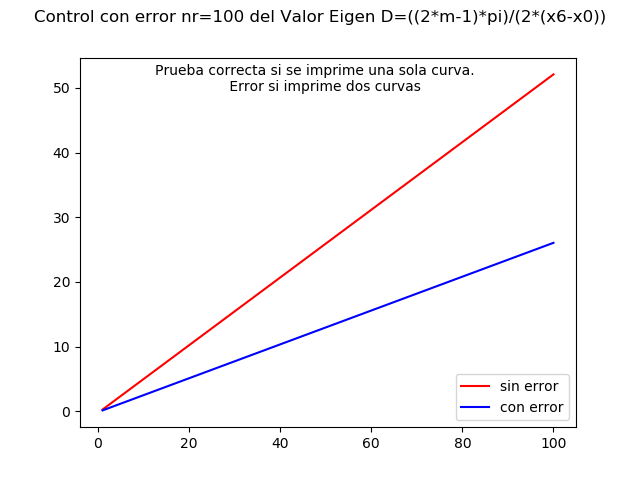 Control con error nr=100 del Valor Eigen D=((2*m-1)*pi)/(2*(x6-x0))
Prueba correcta si se imprime una sola curva.
Error si imprime dos curvas
50
40
30
20
10
0
sin error
con error
0 20 40 60 80 100